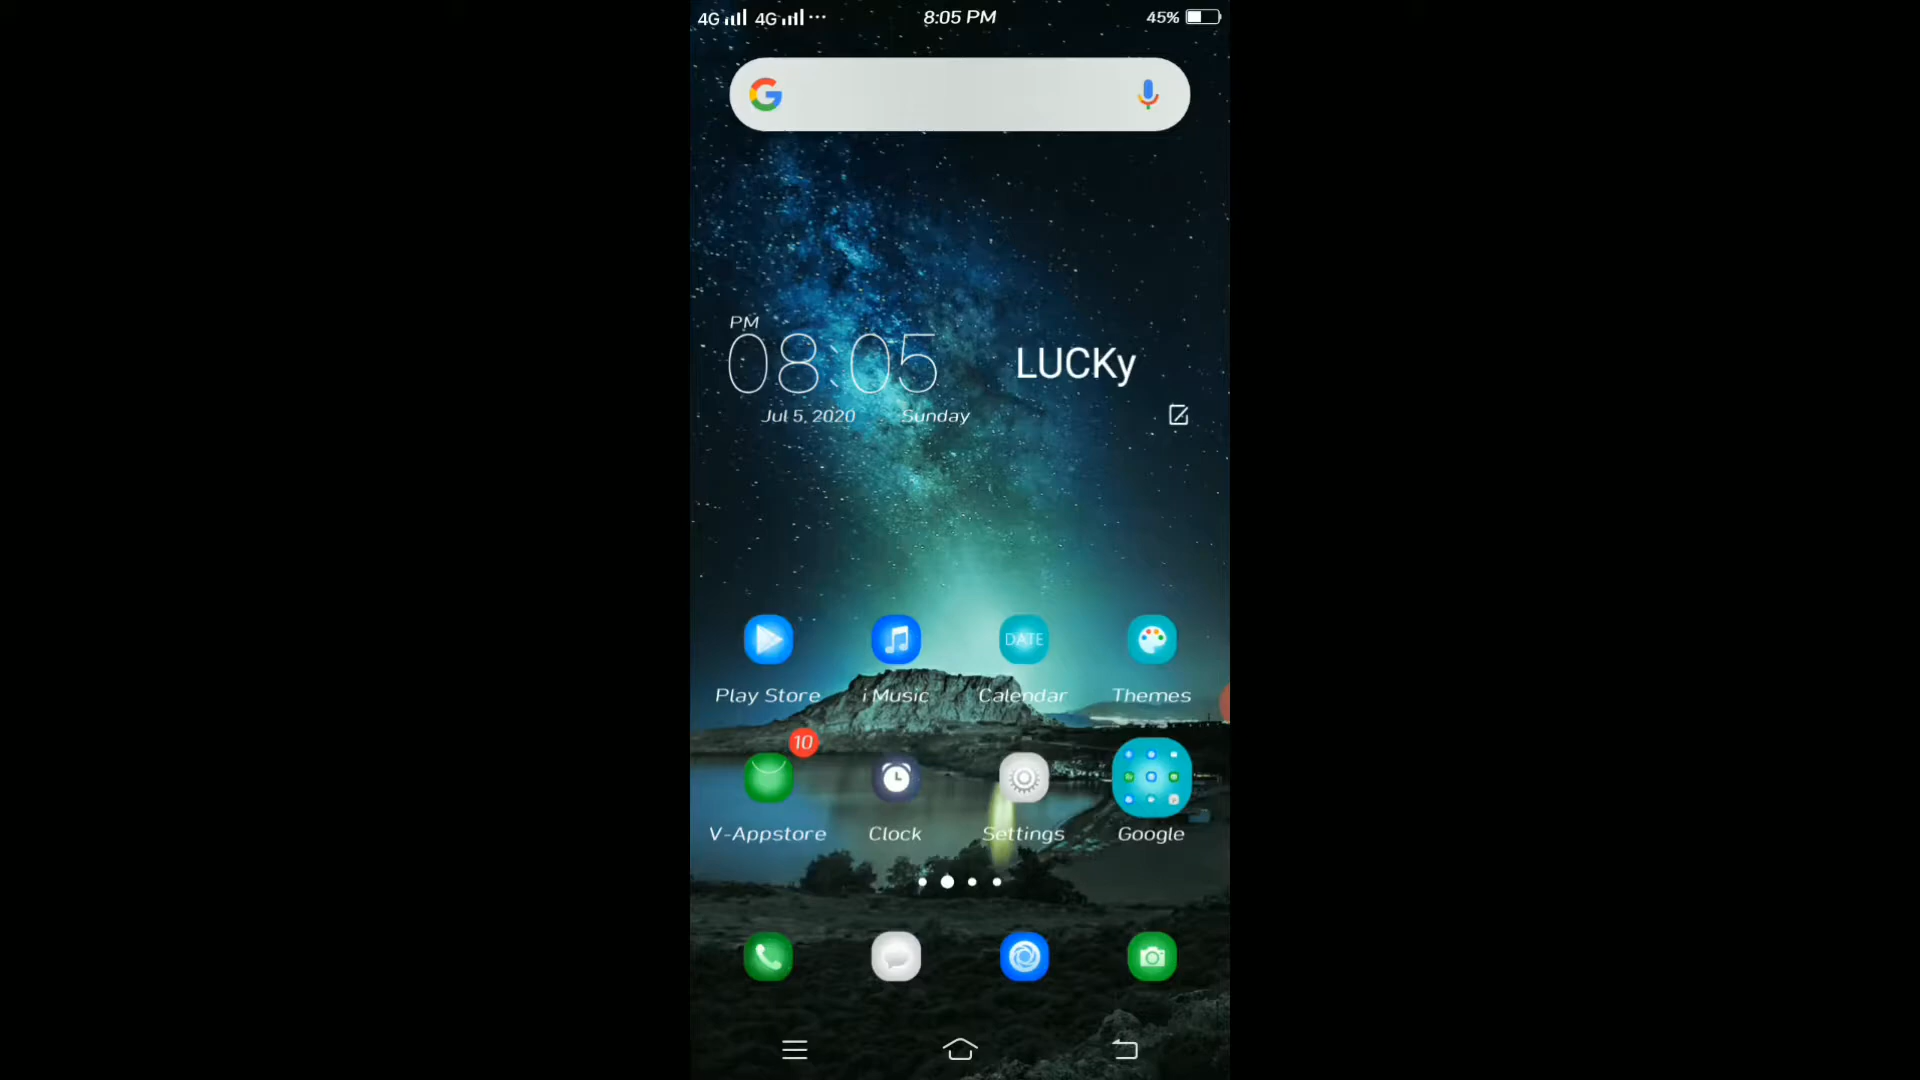 4G 4G ... 8:05 PM 45%
PM
08:05 LUCKy
Jul 5, 2020 Sunday
DATE
Play Store i Music Calendar Themes
10
V-Appstore Clock Settings Google